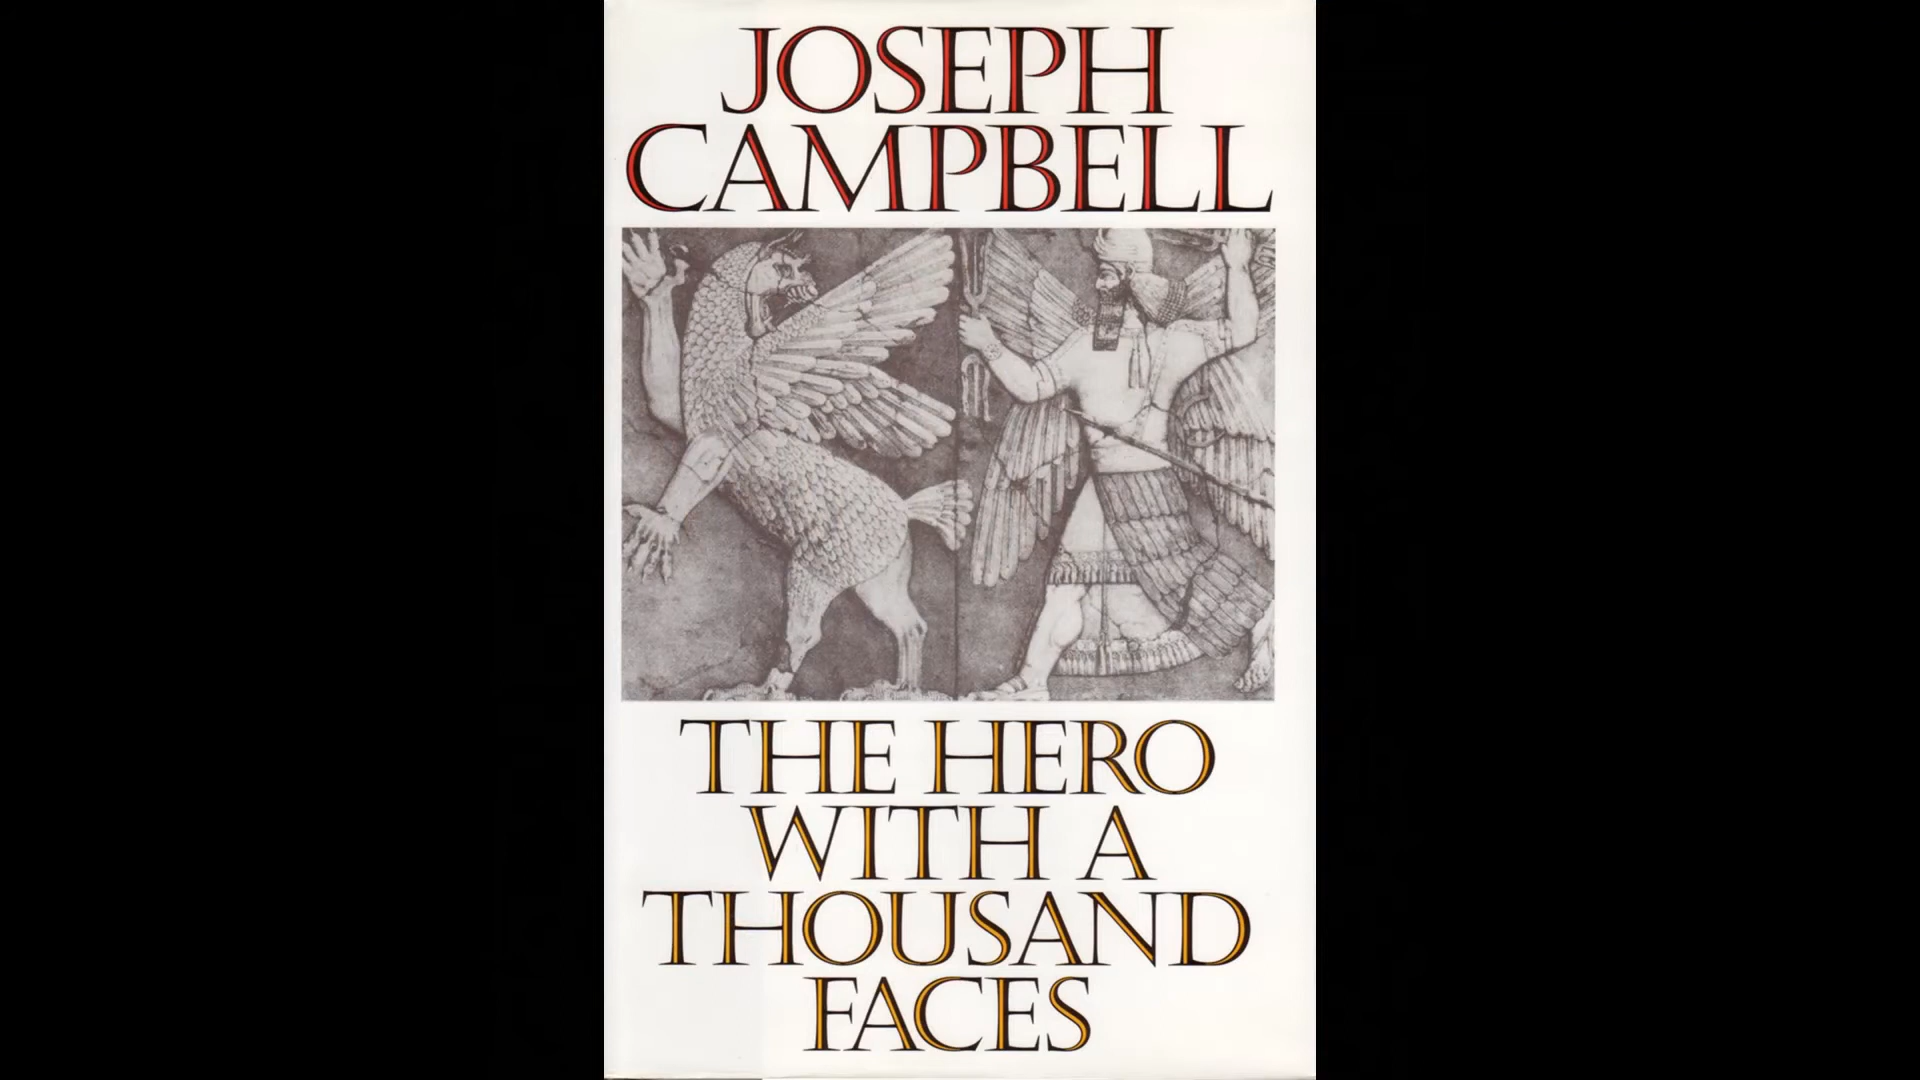 JOSEPH
CAMPBELL
THE HERO
WITH A
THOUSAND
FACES